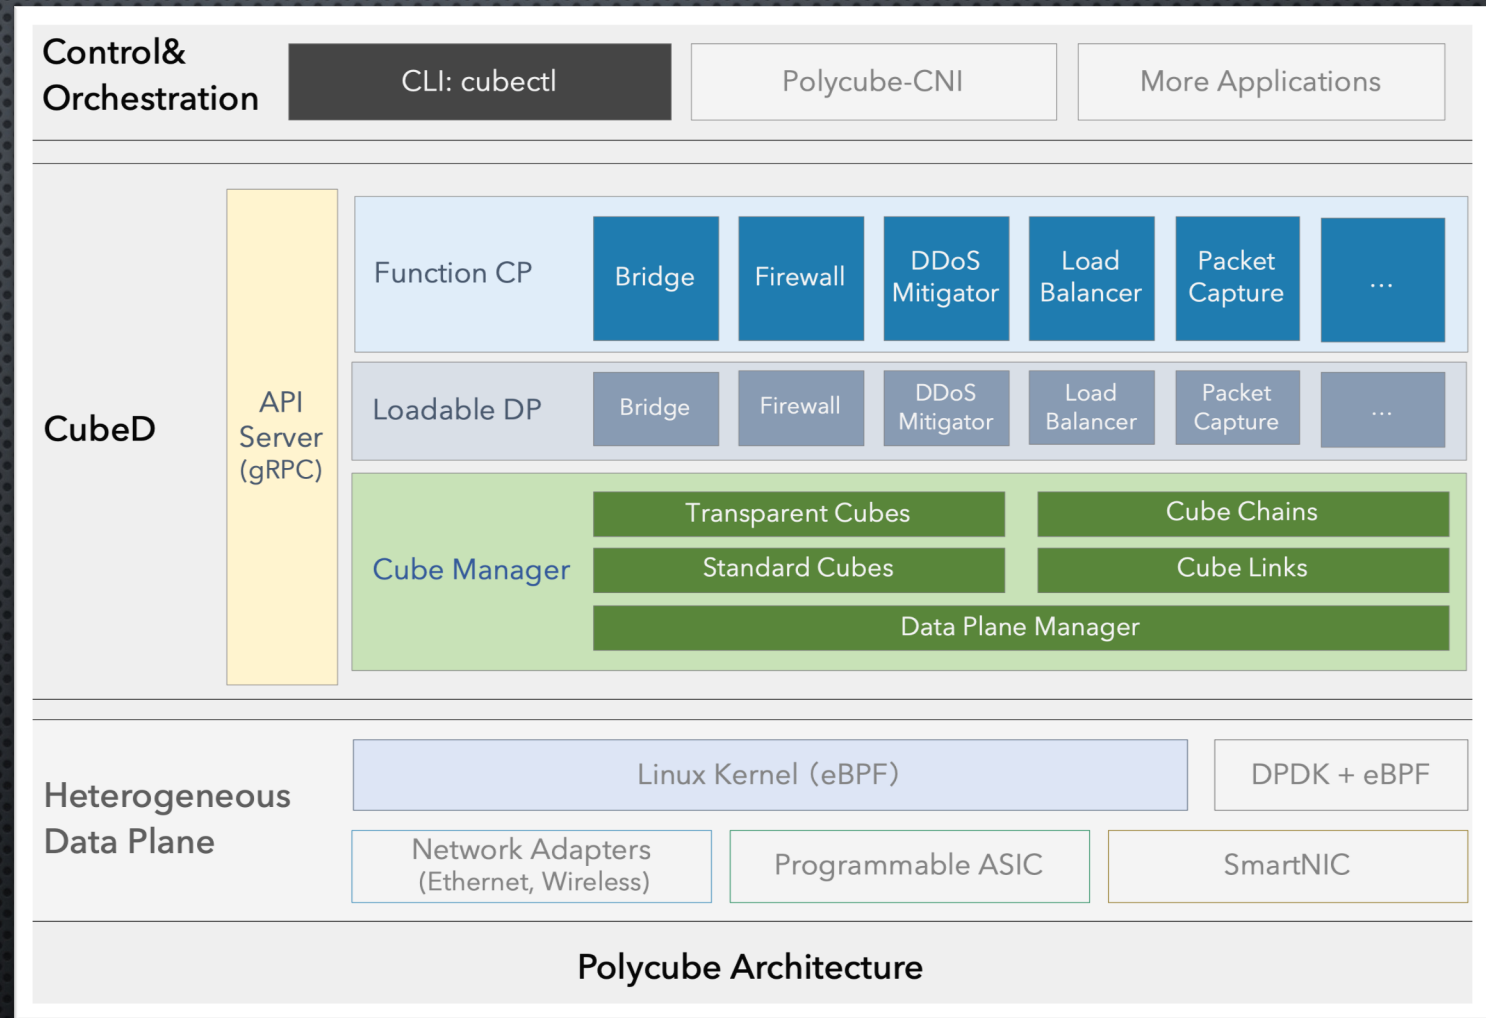 Control&
Orchestration
CLI: cubectl
Polycube-CNI
More Applications
CubeD
API
Server
(gRPC)
Function CP
Bridge
Firewall
DDoS
Mitigator
Load
Balancer
Packet
Capture
...
Loadable DP
Bridge
Firewall
DDoS
Mitigator
Load
Balancer
Packet
Capture
...
Cube Manager
Transparent Cubes
Cube Chains
Standard Cubes
Cube Links
Data Plane Manager
Heterogeneous
Data Plane
Linux Kernel（eBPF）
DPDK + eBPF
Network Adapters
(Ethernet, Wireless)
Programmable ASIC
SmartNIC
Polycube Architecture